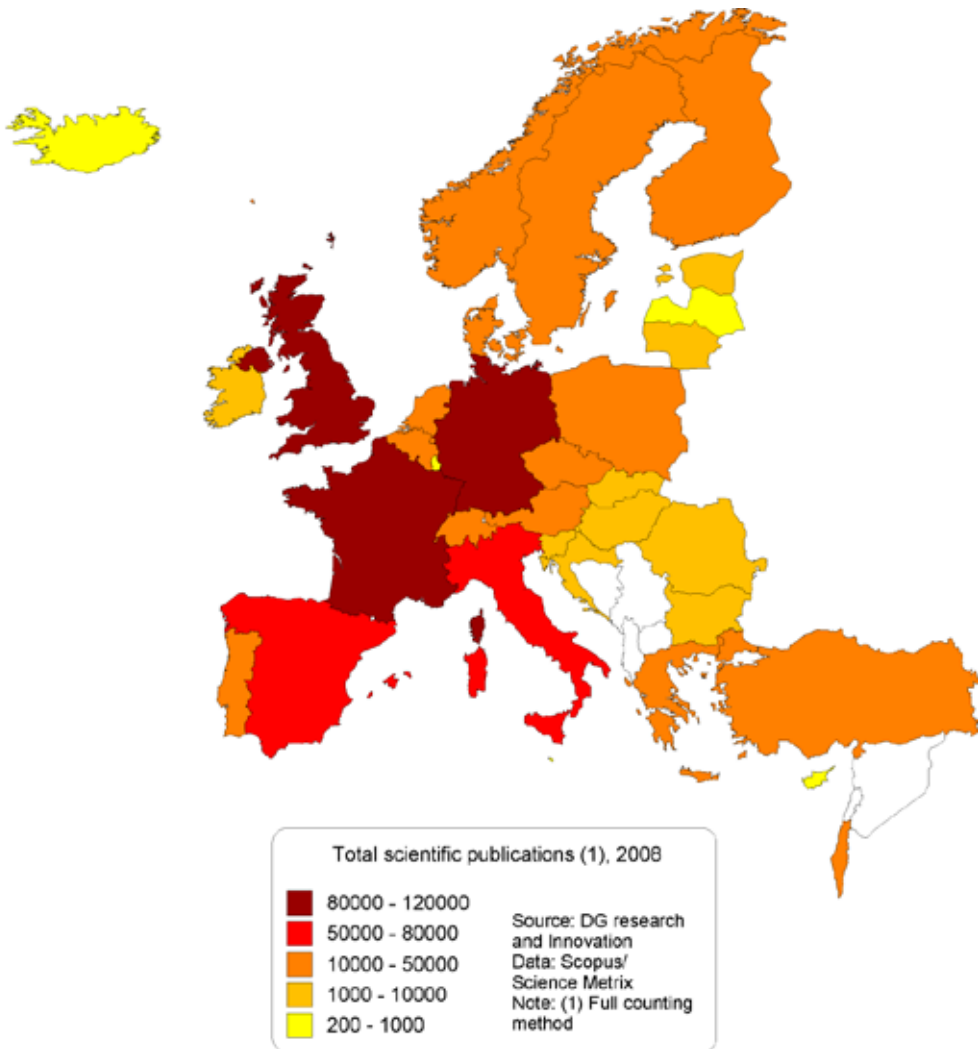 Total scientific publications (1), 2008
80000 - 120000
50000 - 80000
10000 - 50000
1000 - 10000
200 - 1000
Source: DG research
and Innovation
Data: Scopus/
Science Metrix
Note: (1) Full counting
method